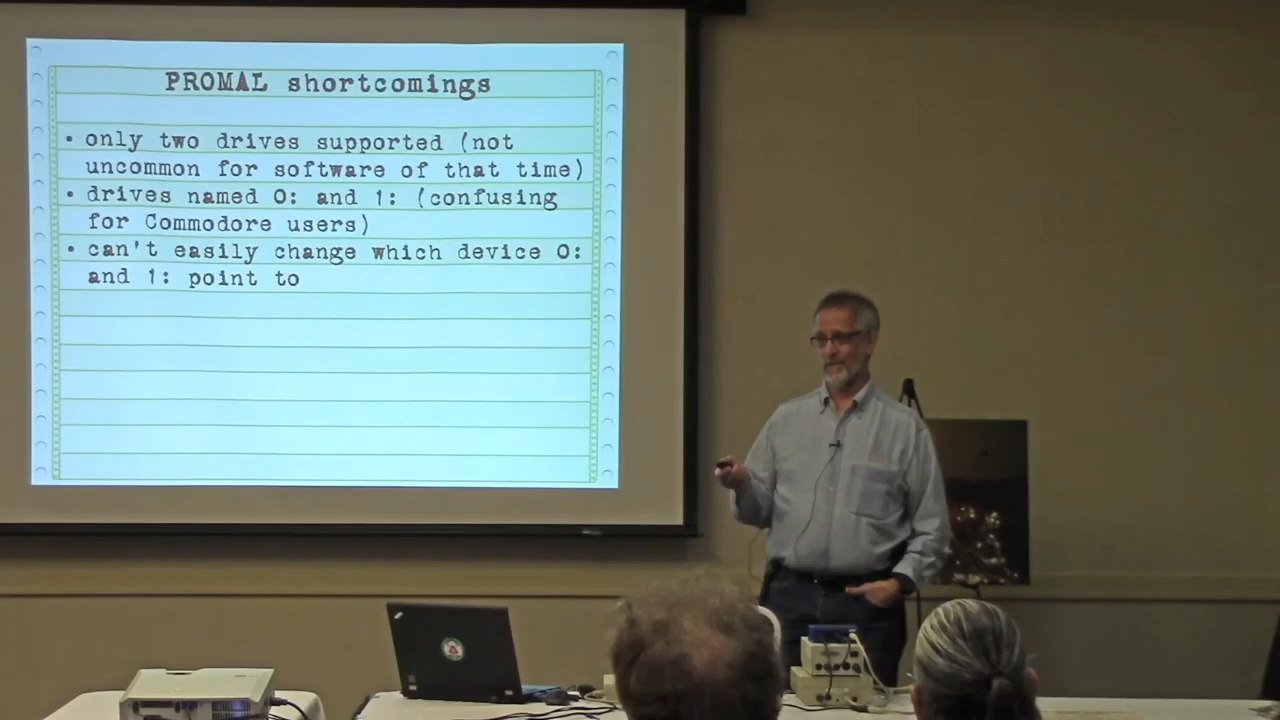 PROMAL shortcomings
• only two drives supported (not
uncommon for software of that time)
• drives named 0: and 1: (confusing
for Commodore users)
• can't easily change which device 0:
and 1: point to